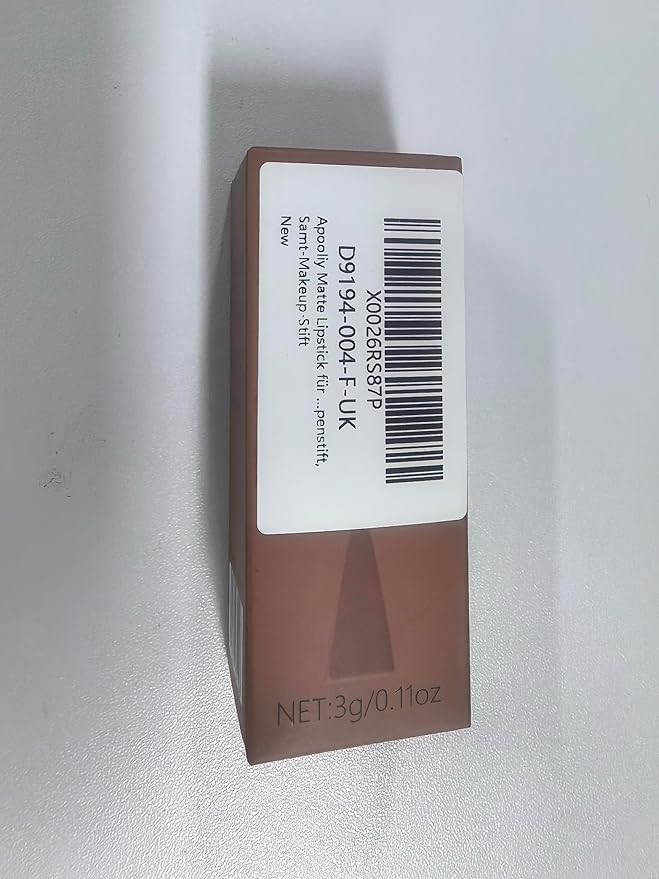 X0026RS87P
D9194-004-F-UK
Apooliy Matte Lipstick für ...penstift,
Samt-Makeup-Stift
New
NET:3g/0.11oz